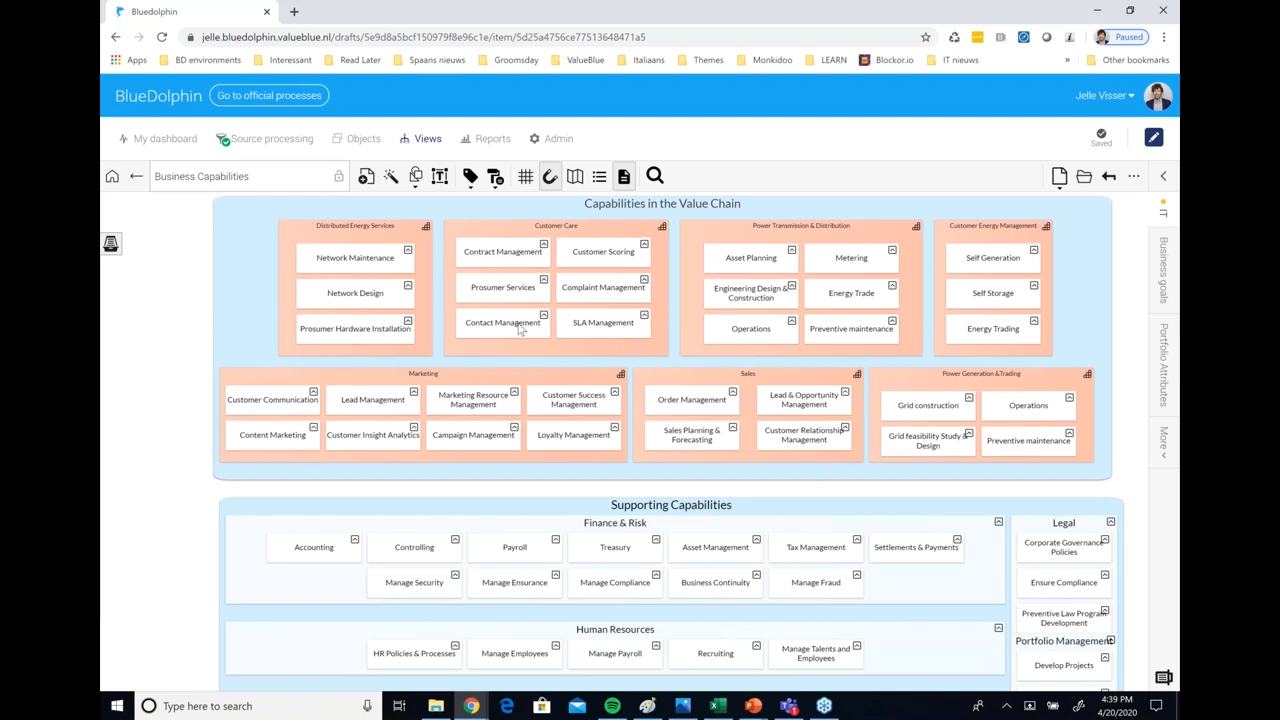 Bluedolphin
jelle.bluedolphin.valueblue.nl/drafts/5e9d8a5bcf150979f8e96c1e/item/5d25a4756ce77513648471a5
Paused
Apps
BD environments
Interessant
Read Later
Spaans nieuws
Groomsday
ValueBlue
Italiaans
Themes
Monkidoo
LEARN
Blockor.io
IT nieuws
»
Other bookmarks
BlueDolphin
Go to official processes
Jelle Visser
My dashboard
Source processing
Objects
Views
Reports
Admin
Saved
Business Capabilities
Capabilities in the Value Chain
Distributed Energy Services
Network Maintenance
Network Design
Prosumer Hardware Installation
Customer Care
Contract Management
Customer Scoring
Prosumer Services
Complaint Management
Contact Management
SLA Management
Power Transmission & Distribution
Asset Planning
Metering
Engineering Design &
Construction
Energy Trade
Operations
Preventive maintenance
Customer Energy Management
Self Generation
Self Storage
Energy Trading
Marketing
Customer Communication
Lead Management
Marketing Resource
Management
Customer Success
Management
Content Marketing
Customer Insight Analytics
Campaign Management
Loyalty Management
Sales
Order Management
Lead & Opportunity
Management
Sales Planning &
Forecasting
Customer Relationship
Management
Power Generation &Trading
Grid construction
Operations
Grid feasibility Study &
Design
Preventive maintenance
Supporting Capabilities
Finance & Risk
Accounting
Controlling
Payroll
Treasury
Asset Management
Tax Management
Settlements & Payments
Manage Security
Manage Ensurance
Manage Compliance
Business Continuity
Manage Fraud
Human Resources
HR Policies & Processes
Manage Employees
Manage Payroll
Recruiting
Manage Talents and
Employees
Legal
Corporate Governance
Policies
Ensure Compliance
Preventive Law Program
Development
Portfolio Management
Develop Projects
IT
Business goals
Portfolio Attributes
More
Type here to search
4:39 PM
4/20/2020